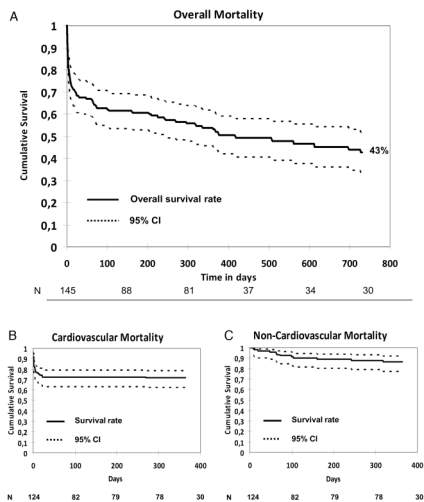 A
Overall Mortality
1
0,9
0,8
0,7
0,6
0,5
0,4
0,3
0,2
0,1
0
Cumulative Survival
43%
Overall survival rate
95% CI
0 100 200 300 400 500 600 700 800
Time in days
N 145 88 81 37 34 30
B
Cardiovascular Mortality
1
0,9
0,8
0,7
0,6
0,5
0,4
0,3
0,2
0,1
0
Cumulative Survival
Survival rate
95% CI
0 100 200 300 400
Days
N 124 82 79 78 30
C
Non-Cardiovascular Mortality
1
0,9
0,8
0,7
0,6
0,5
0,4
0,3
0,2
0,1
0
Cumulative Survival
Survival rate
95% CI
0 100 200 300 400
Days
N 124 82 79 78 30